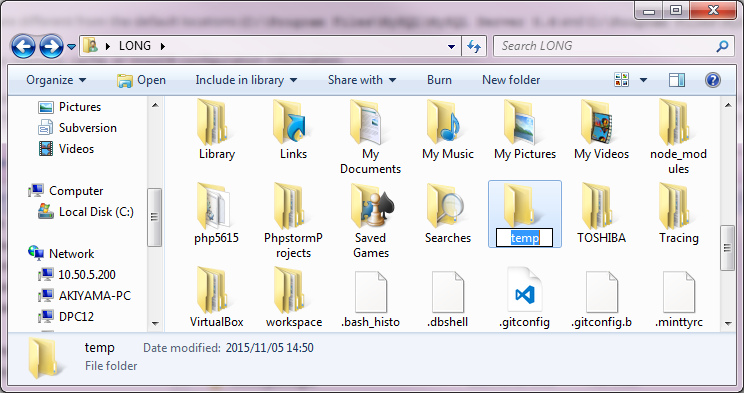 LONG
Search LONG
Organize
Open
Include in library
Share with
Burn
New folder
Pictures
Subversion
Videos
Computer
Local Disk (C:)
Network
10.50.5.200
AKIYAMA-PC
DPC12
Library
Links
My
Documents
My Music
My Pictures
My Videos
node_mod
ules
php5615
PhpstormP
rojects
Saved
Games
Searches
temp
TOSHIBA
Tracing
VirtualBox
workspace
.bash_histo
.dbshell
.gitconfig
.gitconfig.b
.minttyrc
temp
Date modified: 2015/11/05 14:50
File folder